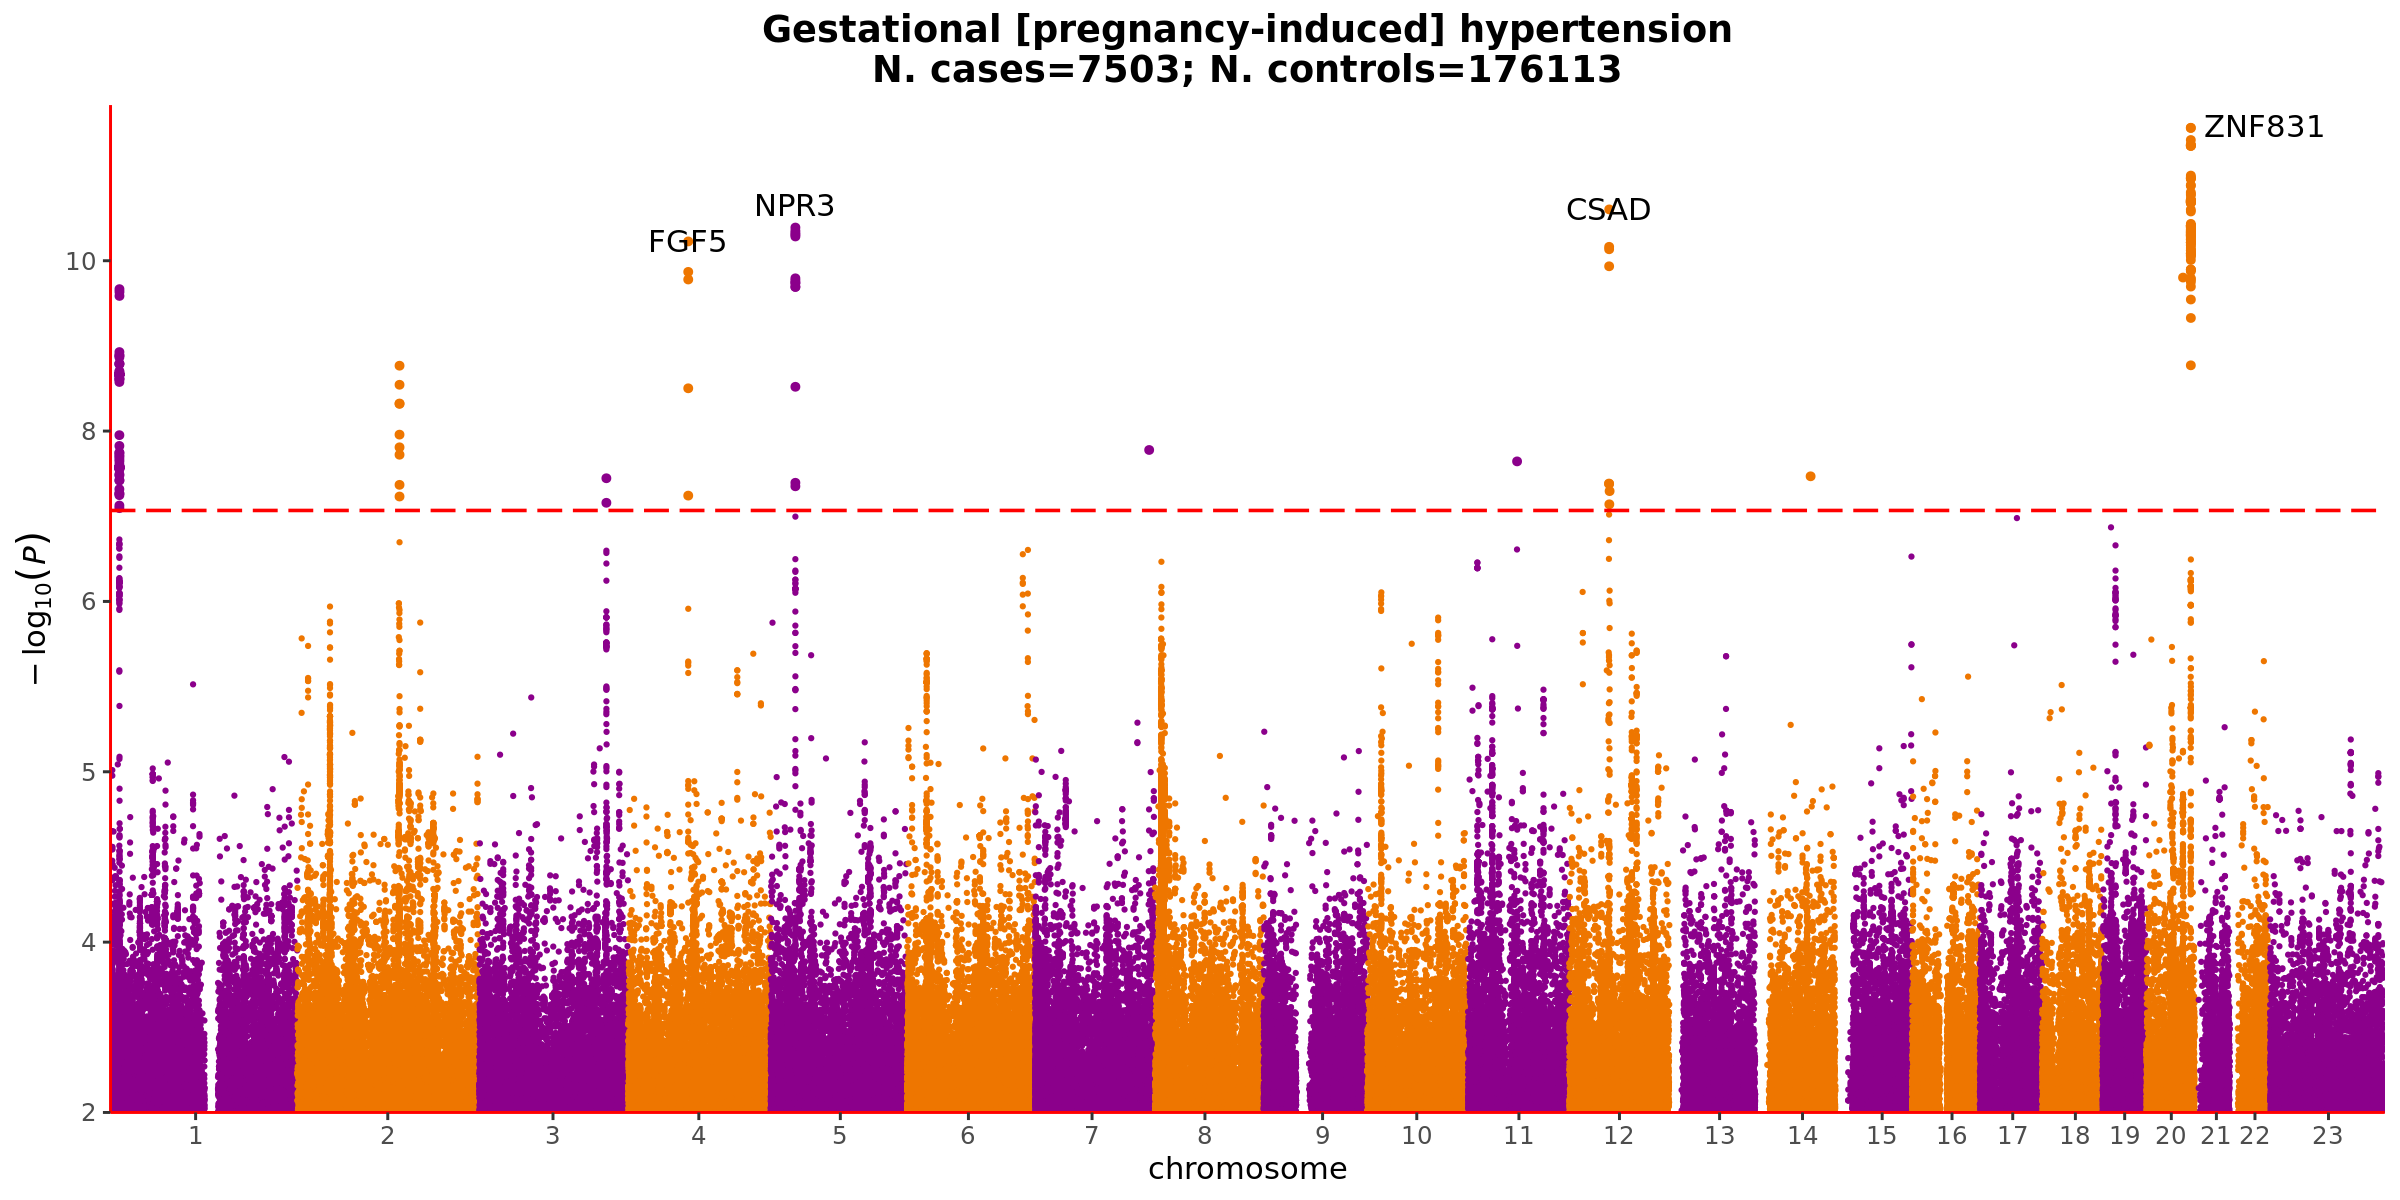 Gestational [pregnancy-induced] hypertension
N. cases=7503; N. controls=176113
ZNF831
NPR3
CSAD
FGF5
10
8
6
5
4
2
− log10(P)
1 2 3 4 5 6 7 8 9 10 11 12 13 14 15 16 17 18 19 20 21 22 23
chromosome